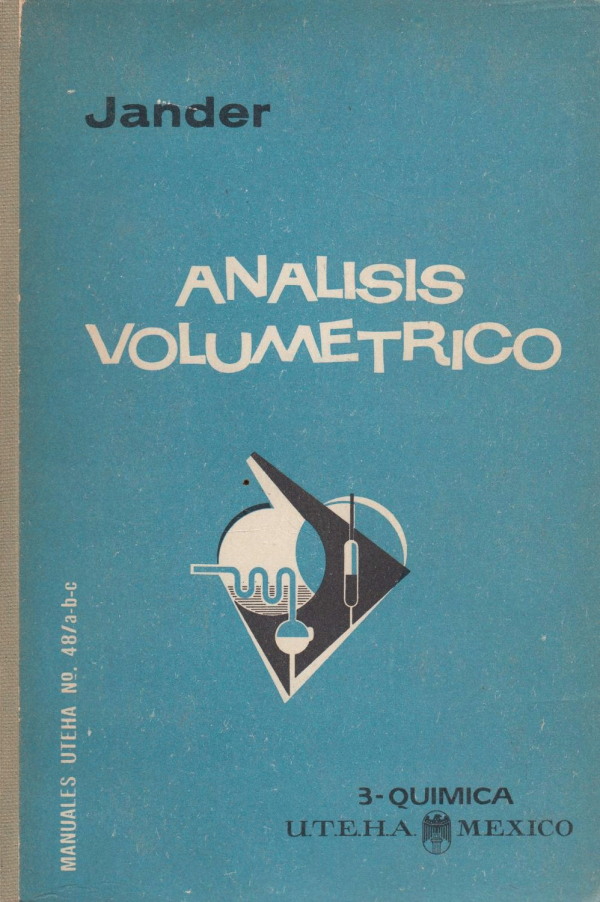 Jander
ANALISIS
VOLUMETRICO
MANUALES UTEHA Nº. 48/a-b-c
3-QUIMICA
U.T.E.H.A. MEXICO